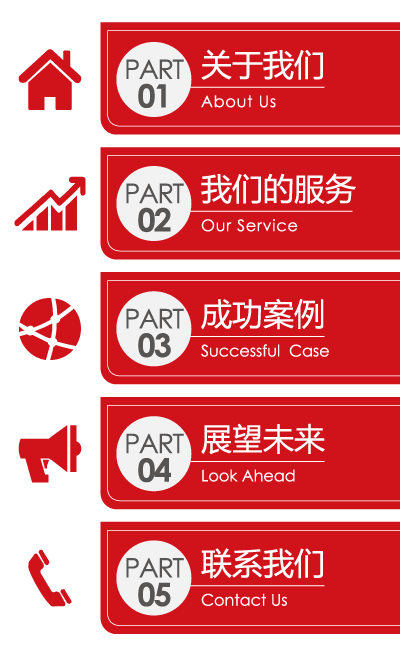 PART
01
关于我们
About Us
PART
02
我们的服务
Our Service
PART
03
成功案例
Successful Case
PART
04
展望未来
Look Ahead
PART
05
联系我们
Contact Us